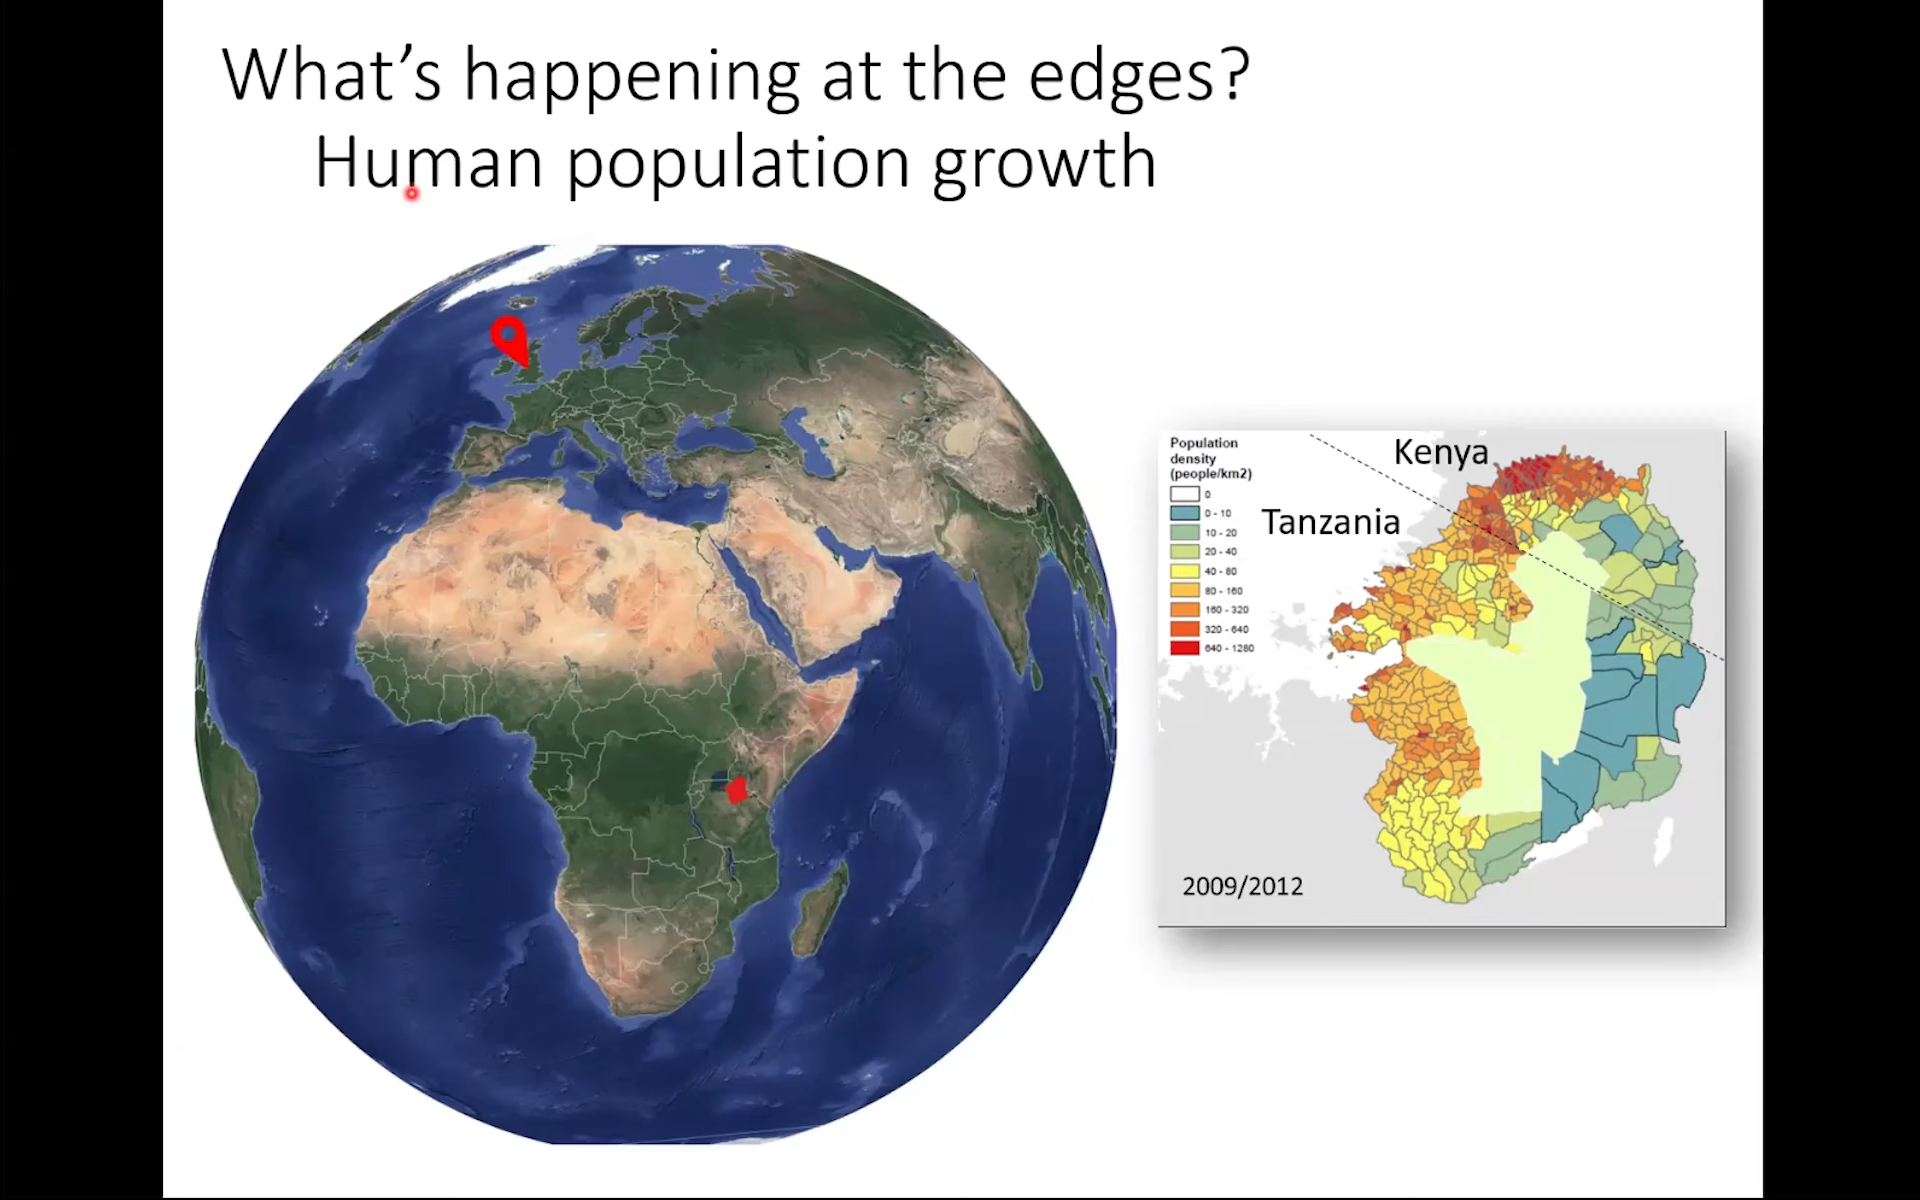 What's happening at the edges?
Human population growth
Population
density
(people/km2)
0
0 - 10
10 - 20
20 - 40
40 - 80
80 - 160
160 - 320
320 - 640
640 - 1280
Kenya
Tanzania
2009/2012